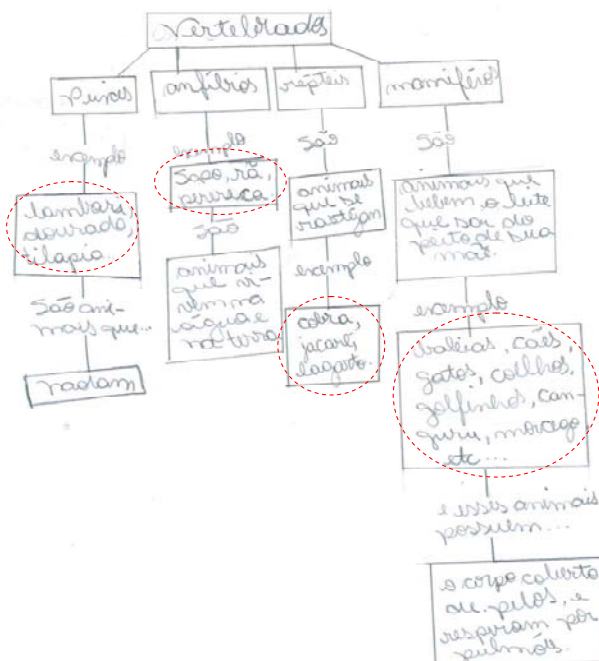 Vertebrados
Peixes
anfíbios
répteis
mamíferos
exemplo
exemplo
São
São
lambari,
dourado,
tilapia...
São ani-
mais que...
nadam
Sapo, rã,
perereca
São
animais
que vi-
vem na
água e
na terra
animais
que se
rastejam
exemplo
cobra,
jacaré,
lagarto.
animais que
bebem, o leite
que sai do
peito de sua
mãe.
exemplo
baleias, cães,
gatos, coelhos,
golfinhos, can-
guru, morcego
etc...
e esses animais
possuem...
o corpo coberto
de pelos, e
respiram por
pulmões.